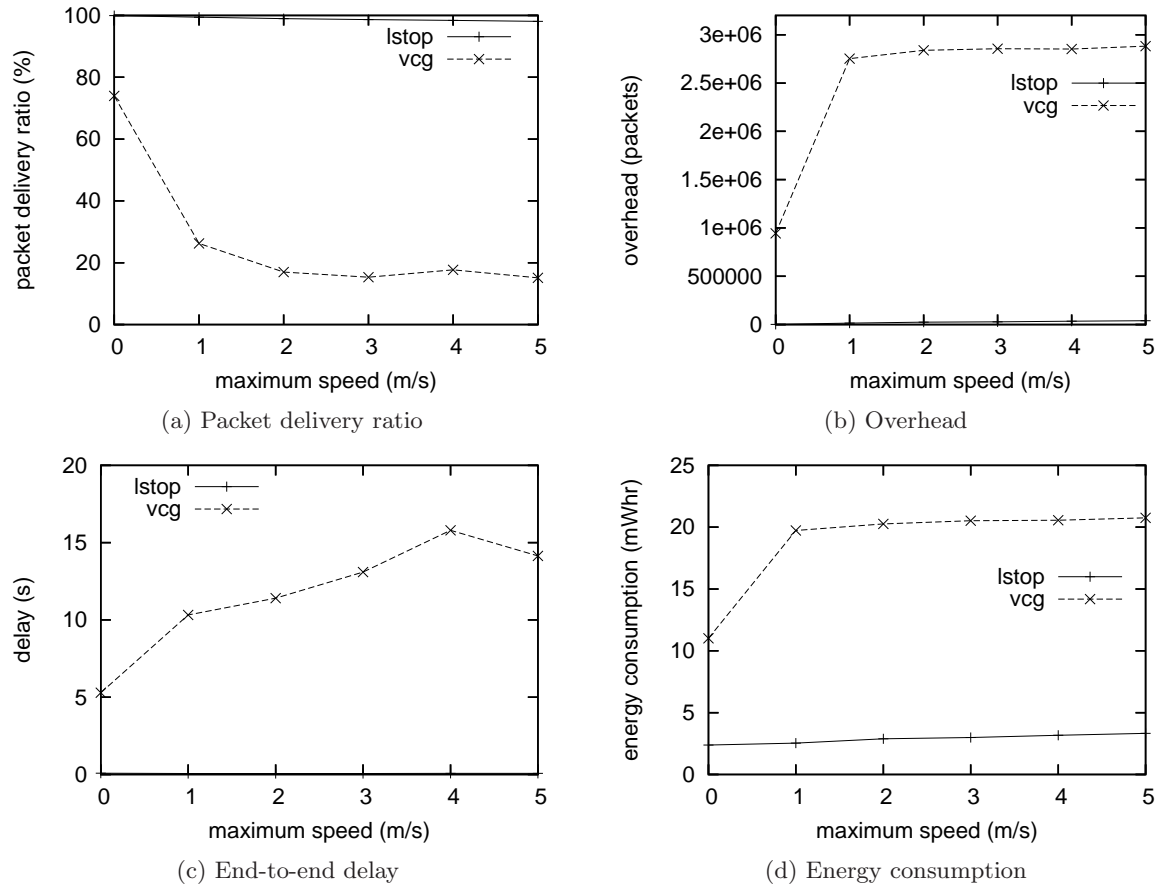 100
80
60
40
20
0
0 1 2 3 4 5
packet delivery ratio (%)
maximum speed (m/s)
lstop
vcg
(a) Packet delivery ratio
3e+06
2.5e+06
2e+06
1.5e+06
1e+06
500000
0
0 1 2 3 4 5
overhead (packets)
maximum speed (m/s)
lstop
vcg
(b) Overhead
20
15
10
5
0
0 1 2 3 4 5
delay (s)
maximum speed (m/s)
lstop
vcg
(c) End-to-end delay
25
20
15
10
5
0
0 1 2 3 4 5
energy consumption (mWhr)
maximum speed (m/s)
lstop
vcg
(d) Energy consumption